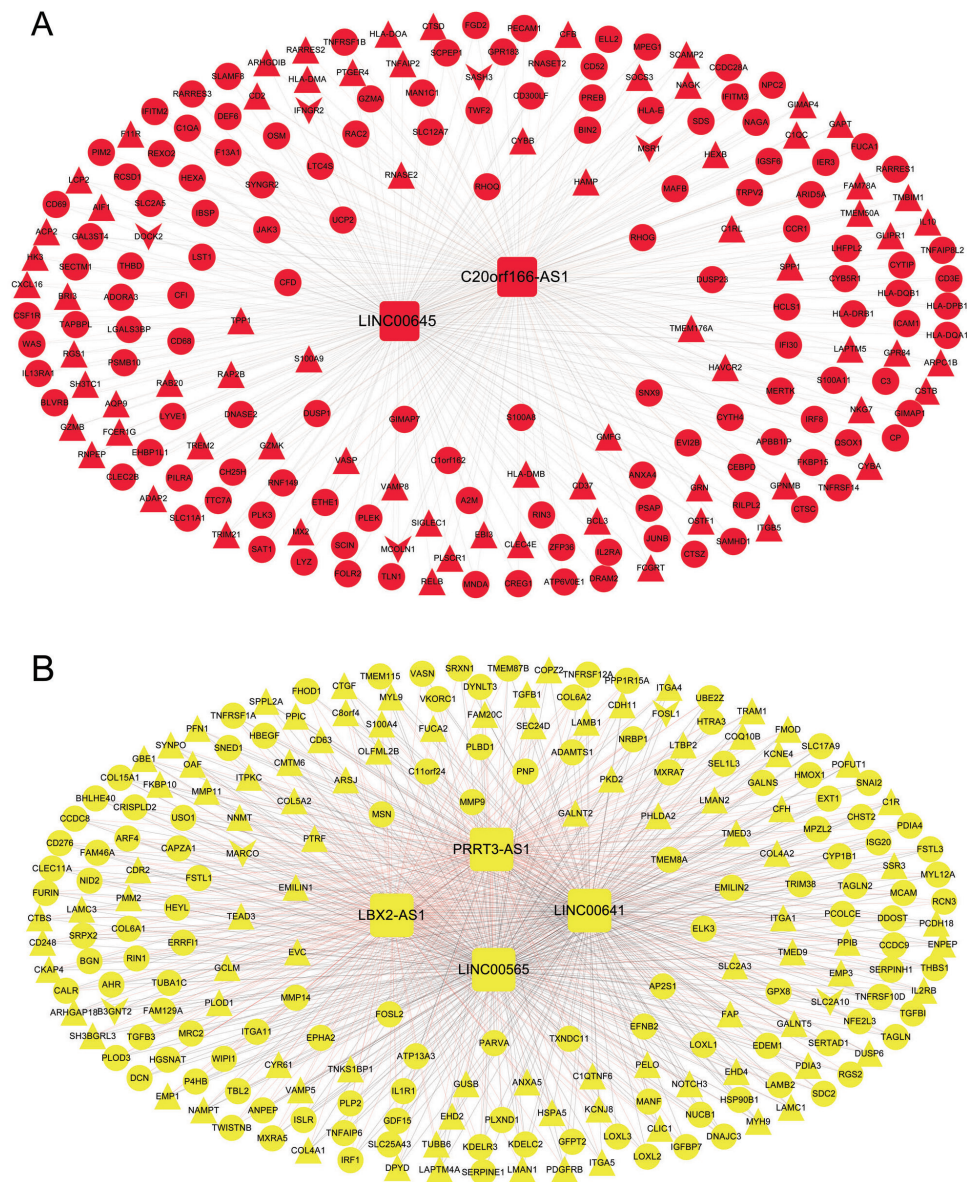 A
HLA-DOA
CTSD
FGD2
PECAM1
CFB
ELL2
MPEG1
RARRES2
TNFRSF1B
SCPEP1
GPR183
SCAMP2
ARHGDIB
HLA-DMA
PTGER4
TNFAIP2
SASH3
RNASET2
CD52
SOCS3
CCDC28A
SLAMF8
CD2
IFNGR2
GZMA
MAN1C1
CD300LF
PREB
NAGK
IFITM3
NPC2
RARRES3
DEF6
OSM
RAC2
SLC12A7
TWF2
BIN2
HLA-E
SDS
NAGA
GIMAP4
IFITM2
C1QA
CYBB
MSR1
HEXB
C1QC
GAPT
F11R
REXO2
F13A1
LTC4S
RNASE2
RHOQ
HAMP
MAFB
IGSF6
IER3
FUCA1
PIM2
RCSD1
HEXA
SYNGR2
TRPV2
ARID5A
FAM78A
RARRES1
LCP2
SLC2A5
IBSP
UCP2
RHOG
C1RL
CCR1
TMEM60A
TMBIM1
CD69
AIF1
DOCK2
JAK3
LHFPL2
GLIPR1
IL10
ACP2
GAL3ST4
LST1
C20orf166-AS1
DUSP23
SPP1
CYB5R1
CYTIP
TNFAIP8L2
HK3
SECTM1
THBD
CFD
CD3E
CXCL16
BRI3
ADORA3
CFI
LINC00645
HCLS1
HLA-DRB1
HLA-DQB1
HLA-DPB1
CSF1R
TAPBPL
LGALS3BP
TPP1
TMEM176A
ICAM1
HLA-DQA1
WAS
RGS1
PSMB10
CD68
S100A9
IFI30
LAPTM5
GPR84
ARPC1B
IL13RA1
SH3TC1
RAB20
RAP2B
HAVCR2
MERTK
S100A11
C3
CSTB
BLVRB
AQP9
LYVE1
DNASE2
DUSP1
GIMAP7
S100A8
SNX9
CYTH4
IRF8
NKG7
GIMAP1
GZMB
FCER1G
TREM2
GZMK
GMFG
EVI2B
APBB1IP
QSOX1
CP
RNPEP
EHBP1L1
CH25H
VASP
C1orf162
HLA-DMB
CD37
ANXA4
CEBPD
FKBP15
CYBA
CLEC2B
PILRA
RNF149
VAMP8
GRN
GPNMB
TNFRSF14
ADAP2
TTC7A
ETHE1
A2M
PSAP
RILPL2
CTSC
SLC11A1
PLK3
MX2
PLEK
SIGLEC1
EBI3
RIN3
BCL3
OSTF1
ITGB5
TRIM21
SAT1
SCIN
MCOLN1
PLSCR1
CLEC4E
ZFP36
IL2RA
JUNB
CTSZ
SAMHD1
LYZ
FOLR2
TLN1
RELB
MNDA
CREG1
ATP6V0E1
DRAM2
FCGRT
B
TMEM115
VASN
SRXN1
TMEM87B
COPZ2
TNFRSF12A
FHOD1
CTGF
DYNLT3
PPP1R15A
ITGA4
SPPL2A
MYL9
VKORC1
TGFB1
COL6A2
CDH11
UBE2Z
TNFRSF1A
PPIC
C8orf4
FAM20C
FOSL1
TRAM1
PFN1
HBEGF
S100A4
FUCA2
SEC24D
LAMB1
HTRA3
SYNPO
SNED1
CD63
OLFML2B
PLBD1
ADAMTS1
NRBP1
LTBP2
COQ10B
FMOD
GBE1
OAF
CMTM6
SEL1L3
KCNE4
SLC17A9
COL15A1
FKBP10
ITPKC
ARSJ
C11orf24
PNP
PKD2
MXRA7
GALNS
HMOX1
POFUT1
BHLHE40
MMP11
COL5A2
MMP9
LMAN2
EXT1
SNAI2
CCDC8
CRISPLD2
USO1
NNMT
MSN
GALNT2
PHLDA2
CFH
CHST2
C1R
CD276
ARF4
CAPZA1
MARCO
PTRF
PRRT3-AS1
TMED3
MPZL2
ISG20
PDIA4
CLEC11A
FAM46A
CDR2
FSTL1
TMEM8A
COL4A2
CYP1B1
SSR3
FSTL3
FURIN
NID2
PMM2
EMILIN1
EMILIN2
TRIM38
TAGLN2
MCAM
MYL12A
CTBS
LAMC3
HEYL
TEAD3
LBX2-AS1
LINC00641
ITGA1
PCOLCE
DDOST
RCN3
CD248
SRPX2
COL6A1
ERRFI1
ELK3
PCDH18
CKAP4
BGN
RIN1
EVC
LINC00565
TMED9
PPIB
CCDC9
ENPEP
CALR
AHR
TUBA1C
GCLM
SLC2A3
EMP3
SERPINH1
THBS1
ARHGAP18
B3GNT2
FAM129A
PLOD1
MMP14
AP2S1
GPX8
SLC2A10
TNFRSF10D
IL2RB
SH3BGRL3
TGFB3
MRC2
ITGA11
FOSL2
FAP
GALNT5
NFE2L3
TGFBI
PLOD3
HGSNAT
WIPI1
EPHA2
PARVA
TXNDC11
EFNB2
LOXL1
SERTAD1
TAGLN
DCN
P4HB
CYR61
ATP13A3
EDEM1
DUSP6
EMP1
TBL2
VAMP5
TNKS1BP1
GUSB
ANXA5
C1QTNF6
PELO
NOTCH3
EHD4
PDIA3
RGS2
NAMPT
ANPEP
PLP2
IL1R1
EHD2
HSPA5
KCNJ8
MANF
HSP90B1
LAMB2
SDC2
TWISTNB
ISLR
TNFAIP6
GDF15
PLXND1
CLIC1
NUCB1
LAMC1
MXRA5
SLC25A43
TUBB6
KDELR3
KDELC2
GFPT2
LOXL3
IGFBP7
DNAJC3
MYH9
COL4A1
IRF1
DPYD
LAPTM4A
SERPINE1
LMAN1
PDGFRB
ITGA5
LOXL2